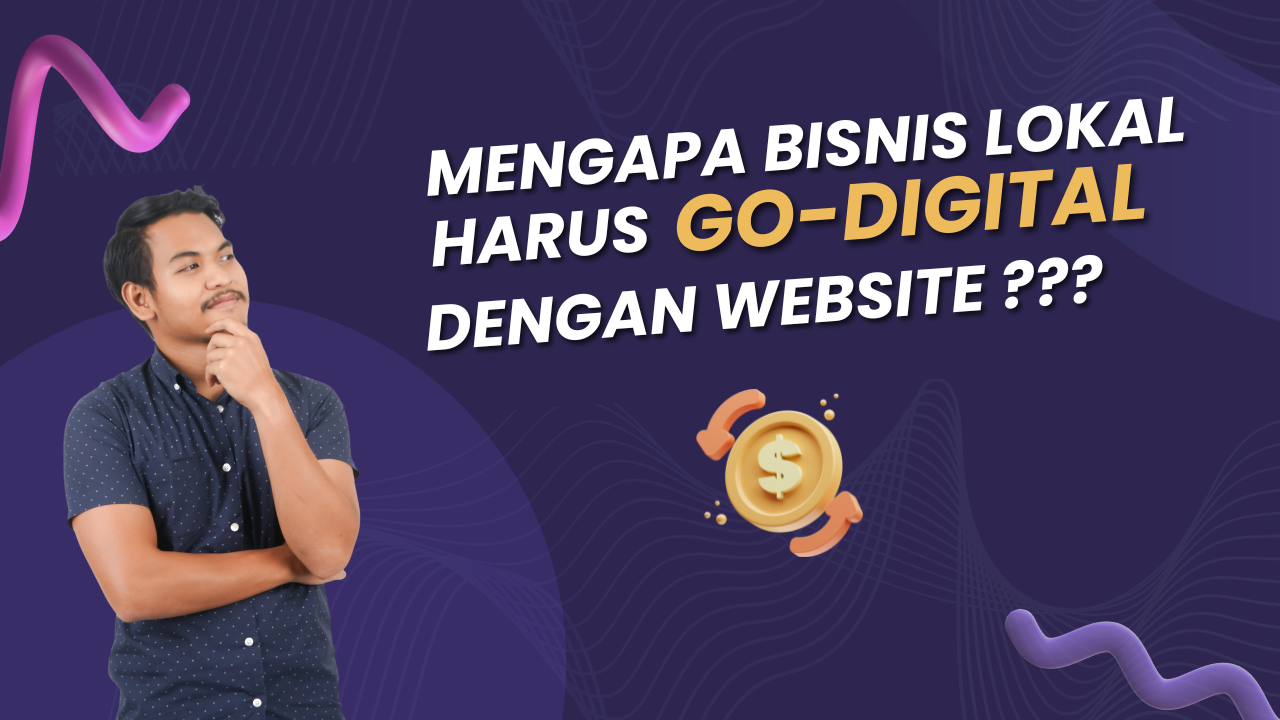 MENGAPA BISNIS LOKAL
HARUS GO-DIGITAL
DENGAN WEBSITE ???
$